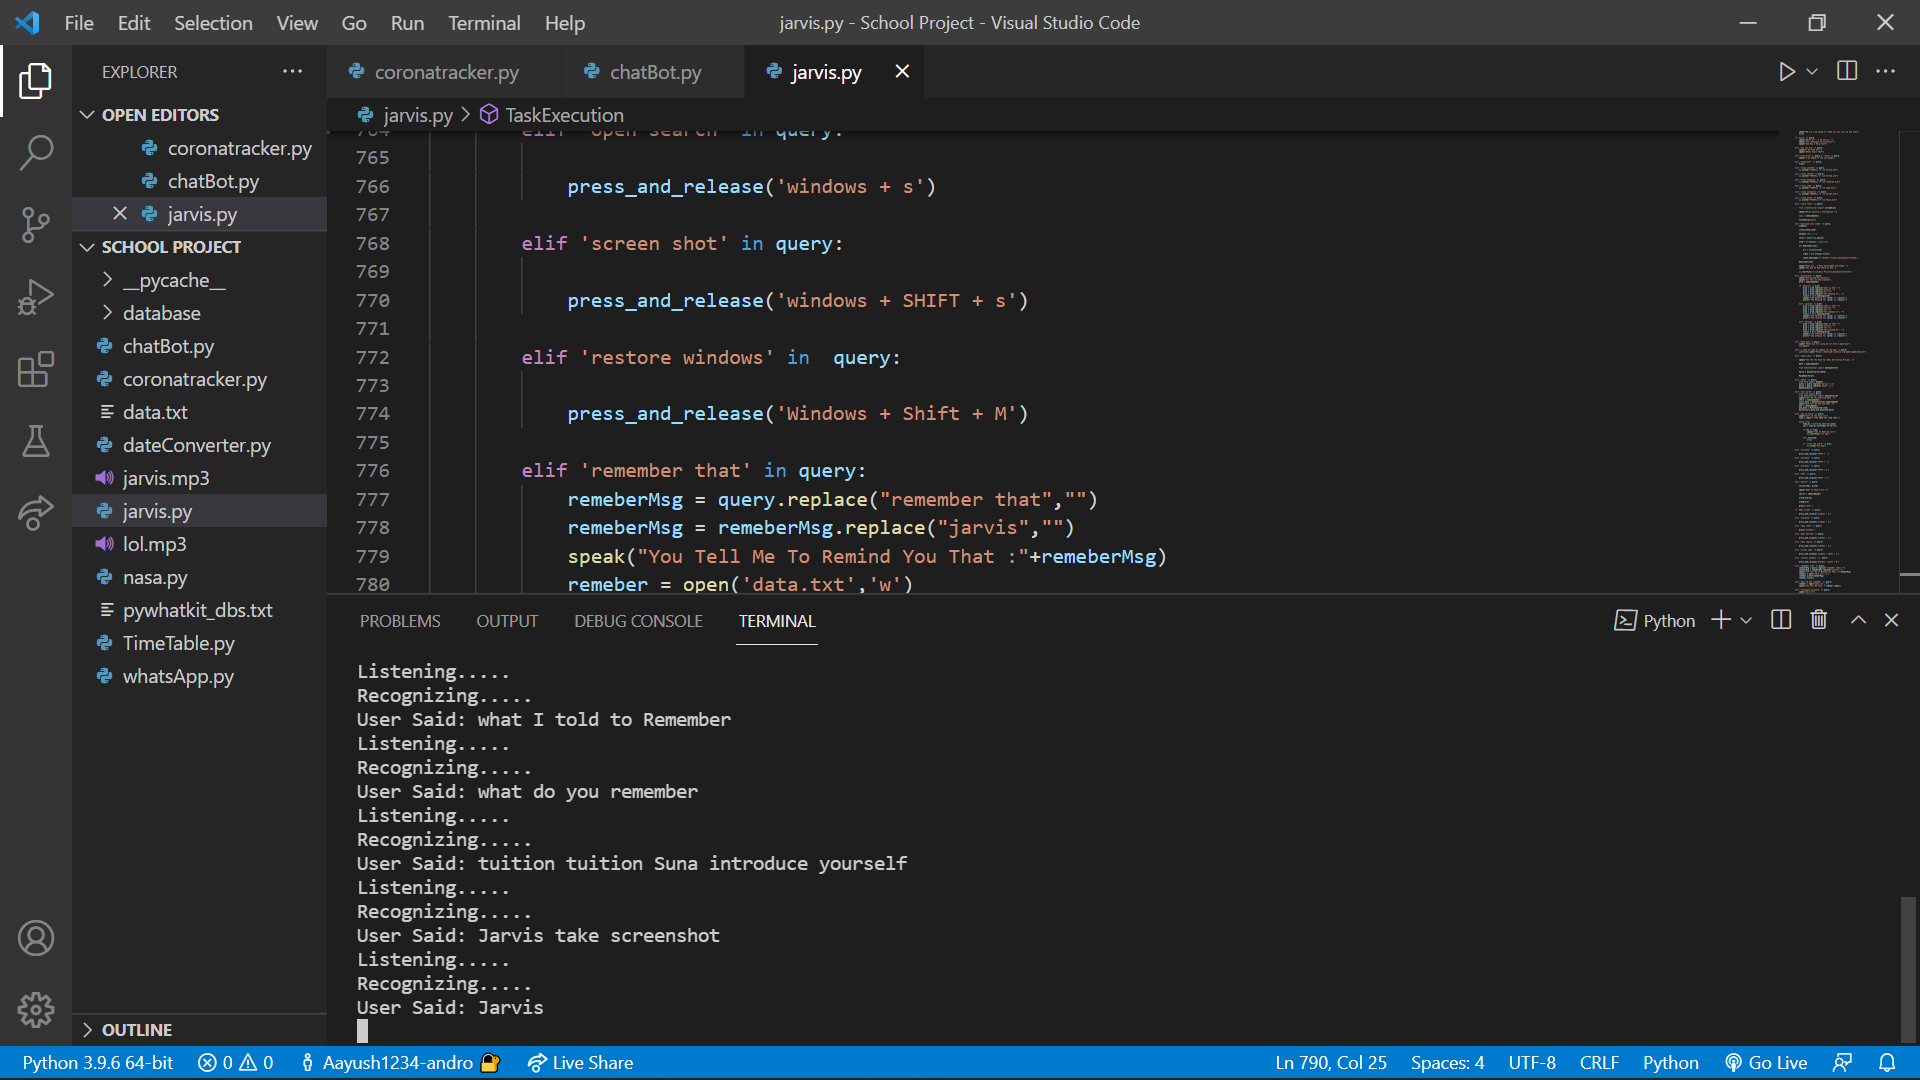 File Edit Selection View Go Run Terminal Help
jarvis.py - School Project - Visual Studio Code
EXPLORER
OPEN EDITORS
coronatracker.py
chatBot.py
jarvis.py
SCHOOL PROJECT
__pycache__
database
chatBot.py
coronatracker.py
data.txt
dateConverter.py
jarvis.mp3
jarvis.py
lol.mp3
nasa.py
pywhatkit_dbs.txt
TimeTable.py
whatsApp.py
OUTLINE
coronatracker.py chatBot.py jarvis.py
jarvis.py > TaskExecution
764 elif 'open search' in query:
765
766 press_and_release('windows + s')
767
768 elif 'screen shot' in query:
769
770 press_and_release('windows + SHIFT + s')
771
772 elif 'restore windows' in  query:
773
774 press_and_release('Windows + Shift + M')
775
776 elif 'remember that' in query:
777 remeberMsg = query.replace("remember that","")
778 remeberMsg = remeberMsg.replace("jarvis","")
779 speak("You Tell Me To Remind You That :"+remeberMsg)
780 remeber = open('data.txt','w')
PROBLEMS OUTPUT DEBUG CONSOLE TERMINAL
Python
Listening.....
Recognizing.....
User Said: what I told to Remember
Listening.....
Recognizing.....
User Said: what do you remember
Listening.....
Recognizing.....
User Said: tuition tuition Suna introduce yourself
Listening.....
Recognizing.....
User Said: Jarvis take screenshot
Listening.....
Recognizing.....
User Said: Jarvis
Python 3.9.6 64-bit 0 0 Aayush1234-andro Live Share Ln 790, Col 25 Spaces: 4 UTF-8 CRLF Python Go Live